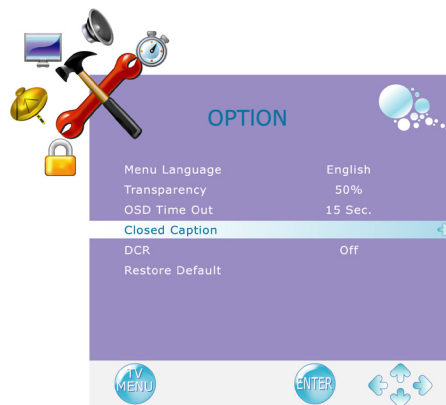 OPTION
Menu Language English
Transparency 50%
OSD Time Out 15 Sec.
Closed Caption
DCR Off
Restore Default
TV
MENU
ENTER